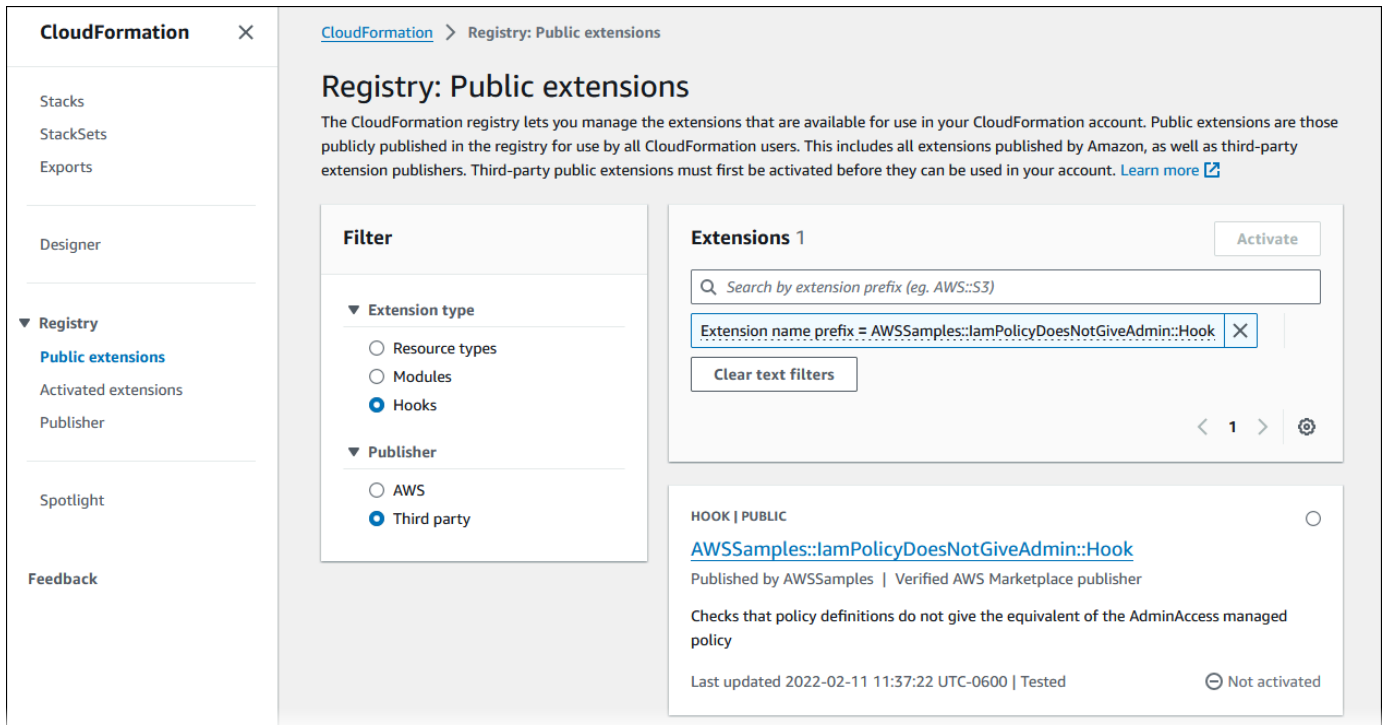 CloudFormation
Stacks
StackSets
Exports
Designer
Registry
Public extensions
Activated extensions
Publisher
Spotlight
Feedback
CloudFormation > Registry: Public extensions
Registry: Public extensions
The CloudFormation registry lets you manage the extensions that are available for use in your CloudFormation account. Public extensions are those
publicly published in the registry for use by all CloudFormation users. This includes all extensions published by Amazon, as well as third-party
extension publishers. Third-party public extensions must first be activated before they can be used in your account. Learn more
Filter
Extension type
Resource types
Modules
Hooks
Publisher
AWS
Third party
Extensions 1
Activate
Search by extension prefix (eg. AWS::S3)
Extension name prefix = AWSSamples::IamPolicyDoesNotGiveAdmin::Hook
Clear text filters
< 1 >
HOOK | PUBLIC
AWSSamples::IamPolicyDoesNotGiveAdmin::Hook
Published by AWSSamples | Verified AWS Marketplace publisher
Checks that policy definitions do not give the equivalent of the AdminAccess managed
policy
Last updated 2022-02-11 11:37:22 UTC-0600 | Tested
Not activated